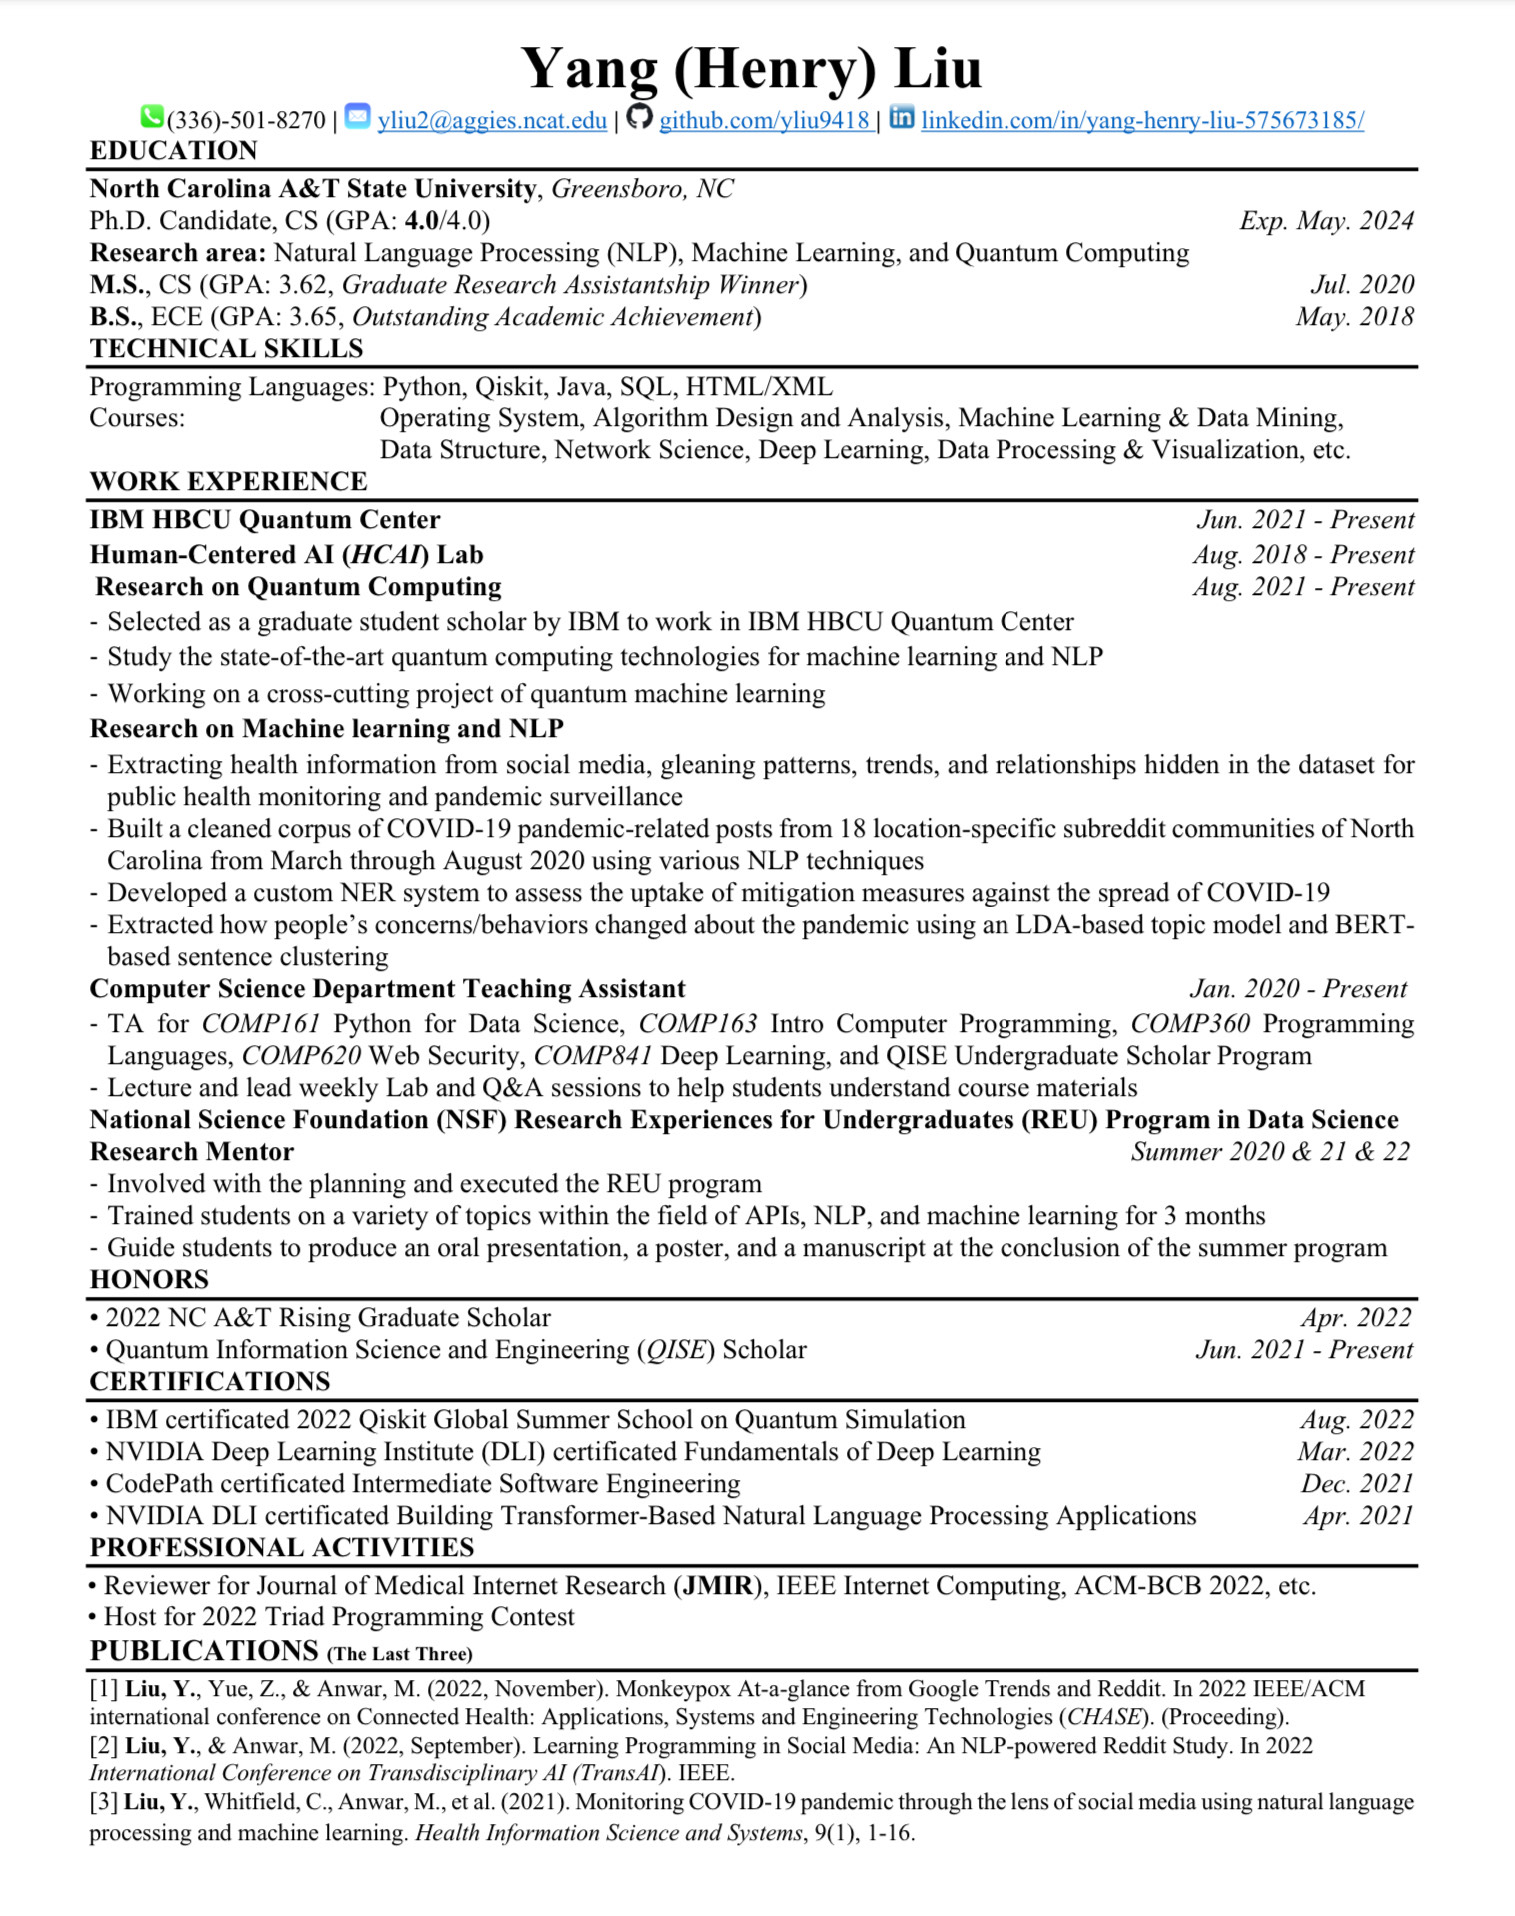 Yang (Henry) Liu
(336)-501-8270 | yliu2@aggies.ncat.edu | github.com/yliu9418 | linkedin.com/in/yang-henry-liu-575673185/
EDUCATION
North Carolina A&T State University, Greensboro, NC
Ph.D. Candidate, CS (GPA: 4.0/4.0) Exp. May. 2024
Research area: Natural Language Processing (NLP), Machine Learning, and Quantum Computing
M.S., CS (GPA: 3.62, Graduate Research Assistantship Winner) Jul. 2020
B.S., ECE (GPA: 3.65, Outstanding Academic Achievement) May. 2018
TECHNICAL SKILLS
Programming Languages: Python, Qiskit, Java, SQL, HTML/XML
Courses: Operating System, Algorithm Design and Analysis, Machine Learning & Data Mining,
Data Structure, Network Science, Deep Learning, Data Processing & Visualization, etc.
WORK EXPERIENCE
IBM HBCU Quantum Center Jun. 2021 - Present
Human-Centered AI (HCAI) Lab Aug. 2018 - Present
Research on Quantum Computing Aug. 2021 - Present
- Selected as a graduate student scholar by IBM to work in IBM HBCU Quantum Center
- Study the state-of-the-art quantum computing technologies for machine learning and NLP
- Working on a cross-cutting project of quantum machine learning
Research on Machine learning and NLP
- Extracting health information from social media, gleaning patterns, trends, and relationships hidden in the dataset for
public health monitoring and pandemic surveillance
- Built a cleaned corpus of COVID-19 pandemic-related posts from 18 location-specific subreddit communities of North
Carolina from March through August 2020 using various NLP techniques
- Developed a custom NER system to assess the uptake of mitigation measures against the spread of COVID-19
- Extracted how people’s concerns/behaviors changed about the pandemic using an LDA-based topic model and BERT-
based sentence clustering
Computer Science Department Teaching Assistant Jan. 2020 - Present
- TA for COMP161 Python for Data Science, COMP163 Intro Computer Programming, COMP360 Programming
Languages, COMP620 Web Security, COMP841 Deep Learning, and QISE Undergraduate Scholar Program
- Lecture and lead weekly Lab and Q&A sessions to help students understand course materials
National Science Foundation (NSF) Research Experiences for Undergraduates (REU) Program in Data Science
Research Mentor Summer 2020 & 21 & 22
- Involved with the planning and executed the REU program
- Trained students on a variety of topics within the field of APIs, NLP, and machine learning for 3 months
- Guide students to produce an oral presentation, a poster, and a manuscript at the conclusion of the summer program
HONORS
• 2022 NC A&T Rising Graduate Scholar Apr. 2022
• Quantum Information Science and Engineering (QISE) Scholar Jun. 2021 - Present
CERTIFICATIONS
• IBM certificated 2022 Qiskit Global Summer School on Quantum Simulation Aug. 2022
• NVIDIA Deep Learning Institute (DLI) certificated Fundamentals of Deep Learning Mar. 2022
• CodePath certificated Intermediate Software Engineering Dec. 2021
• NVIDIA DLI certificated Building Transformer-Based Natural Language Processing Applications Apr. 2021
PROFESSIONAL ACTIVITIES
• Reviewer for Journal of Medical Internet Research (JMIR), IEEE Internet Computing, ACM-BCB 2022, etc.
• Host for 2022 Triad Programming Contest
PUBLICATIONS (The Last Three)
[1] Liu, Y., Yue, Z., & Anwar, M. (2022, November). Monkeypox At-a-glance from Google Trends and Reddit. In 2022 IEEE/ACM
international conference on Connected Health: Applications, Systems and Engineering Technologies (CHASE). (Proceeding).
[2] Liu, Y., & Anwar, M. (2022, September). Learning Programming in Social Media: An NLP-powered Reddit Study. In 2022
International Conference on Transdisciplinary AI (TransAI). IEEE.
[3] Liu, Y., Whitfield, C., Anwar, M., et al. (2021). Monitoring COVID-19 pandemic through the lens of social media using natural language
processing and machine learning. Health Information Science and Systems, 9(1), 1-16.